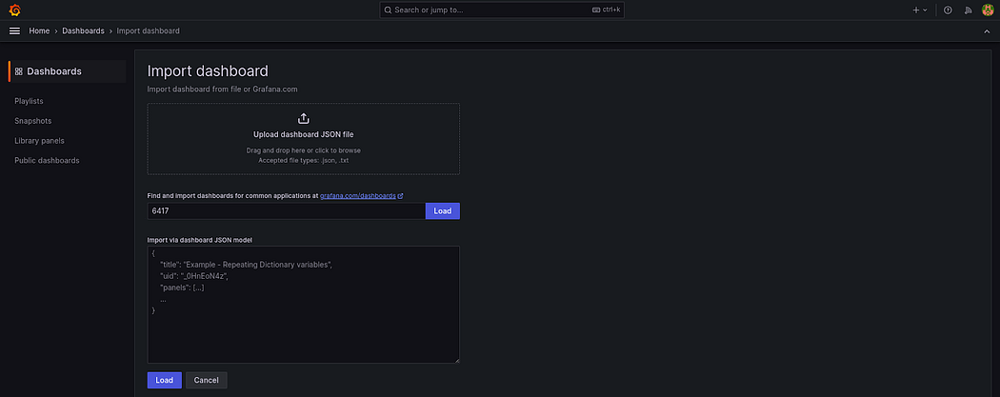 Search or jump to...
ctrl+k
Home › Dashboards › Import dashboard
Dashboards
Playlists
Snapshots
Library panels
Public dashboards
Import dashboard
Import dashboard from file or Grafana.com
Upload dashboard JSON file
Drag and drop here or click to browse
Accepted file types: .json, .txt
Find and import dashboards for common applications at grafana.com/dashboards
6417
Load
Import via dashboard JSON model
{
"title": "Example - Repeating Dictionary variables",
"uid": "_0HnEoN4z",
"panels": [...]
...
}
Load
Cancel